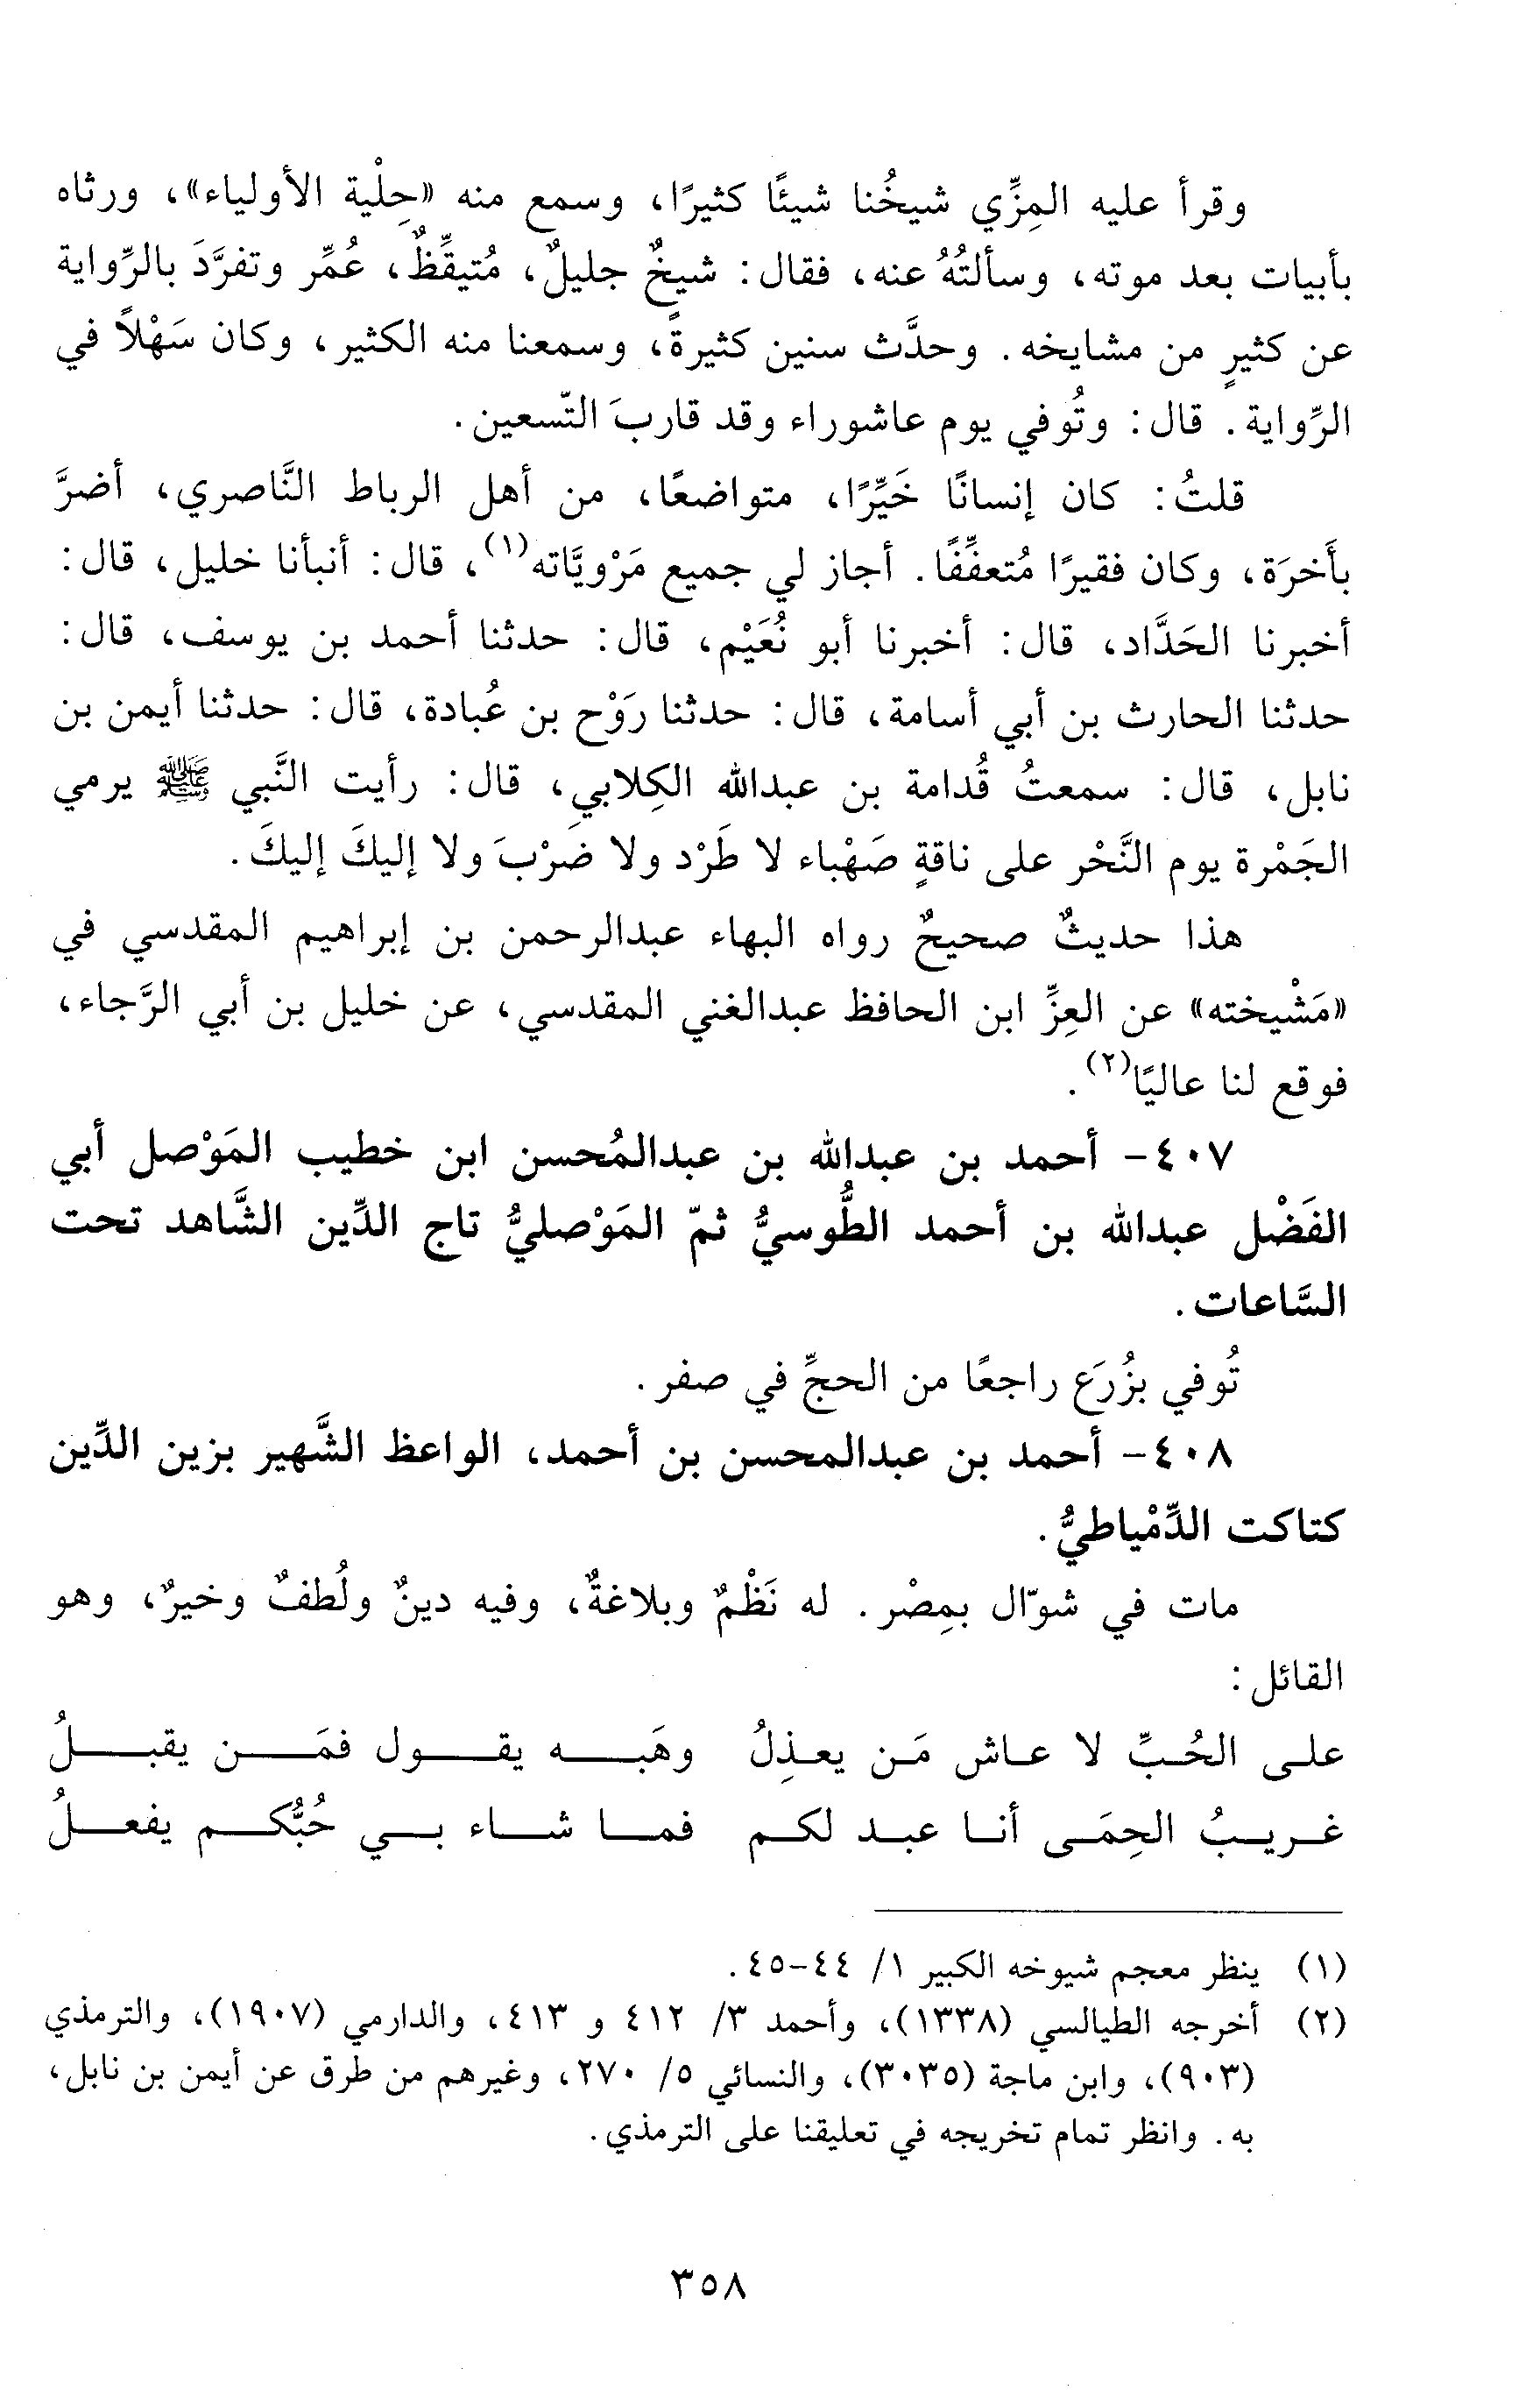 وقرأ عليه المِزِّي شيخُنا شيئًا كثيرًا، وسمع منه «حِلْية الأولياء»، ورثاه
بأبيات بعد موته، وسألتُهُ عنه، فقال: شيخٌ جليلٌ، مُتيقِّظٌ، عُمِّر وتفرَّدَ بالرِّواية
عن كثيرٍ من مشايخه. وحدَّث سنين كثيرةً، وسمعنا منه الكثير، وكان سَهْلاً في
الرِّواية. قال: وتُوفي يوم عاشوراء وقد قاربَ التّسعين.
قلتُ: كان إنسانًا خَيِّرًا، متواضعًا، من أهل الرباط النَّاصري، أضرَّ
بأَخرَة، وكان فقيرًا مُتعفِّفًا. أجاز لي جميع مَرْويَّاته(١)، قال: أنبأنا خليل، قال:
أخبرنا الحَدَّاد، قال: أخبرنا أبو نُعَيْم، قال: حدثنا أحمد بن يوسف، قال:
حدثنا الحارث بن أبي أسامة، قال: حدثنا رَوْح بن عُبادة، قال: حدثنا أيمن بن
نابل، قال: سمعتُ قُدامة بن عبدالله الكِلابي، قال: رأيت النَّبي ﷺ يرمي
الجَمْرة يوم النَّحْر على ناقةٍ صَهْباء لا طَرْد ولا ضَرْبَ ولا إليكَ إليكَ.
هذا حديثٌ صحيحٌ رواه البهاء عبدالرحمن بن إبراهيم المقدسي في
«مَشْيخته» عن العِزِّ ابن الحافظ عبدالغني المقدسي، عن خليل بن أبي الرَّجاء،
فوقع لنا عاليًا(٢).
٤٠٧- أحمد بن عبدالله بن عبدالمُحسن ابن خطيب المَوْصل أبي
الفَضْل عبدالله بن أحمد الطُّوسيُّ ثمّ المَوْصليُّ تاج الدِّين الشَّاهد تحت
السَّاعات.
تُوفي بزُرَع راجعًا من الحجِّ في صفر.
٤٠٨- أحمد بن عبدالمحسن بن أحمد، الواعظ الشَّهير بزين الدِّين
كتاكت الدِّمْياطيُّ.
مات في شوّال بمِصْر. له نَظْمٌ وبلاغةٌ، وفيه دينٌ ولُطفٌ وخيرٌ، وهو
القائل:
على الحُبِّ لا عاش مَن يعذِلُ وهَبه يقول فمَن يقبلُ
غريبُ الحِمَى أنا عبد لكم فما شاء بي حُبُّكم يفعلُ
(١) ينظر معجم شيوخه الكبير ١/ ٤٤-٤٥.
(٢) أخرجه الطيالسي (١٣٣٨)، وأحمد ٣/ ٤١٢ و ٤١٣، والدارمي (١٩٠٧)، والترمذي
(٩٠٣)، وابن ماجة (٣٠٣٥)، والنسائي ٥/ ٢٧٠، وغيرهم من طرق عن أيمن بن نابل،
به. وانظر تمام تخريجه في تعليقنا على الترمذي.
٣٥٨